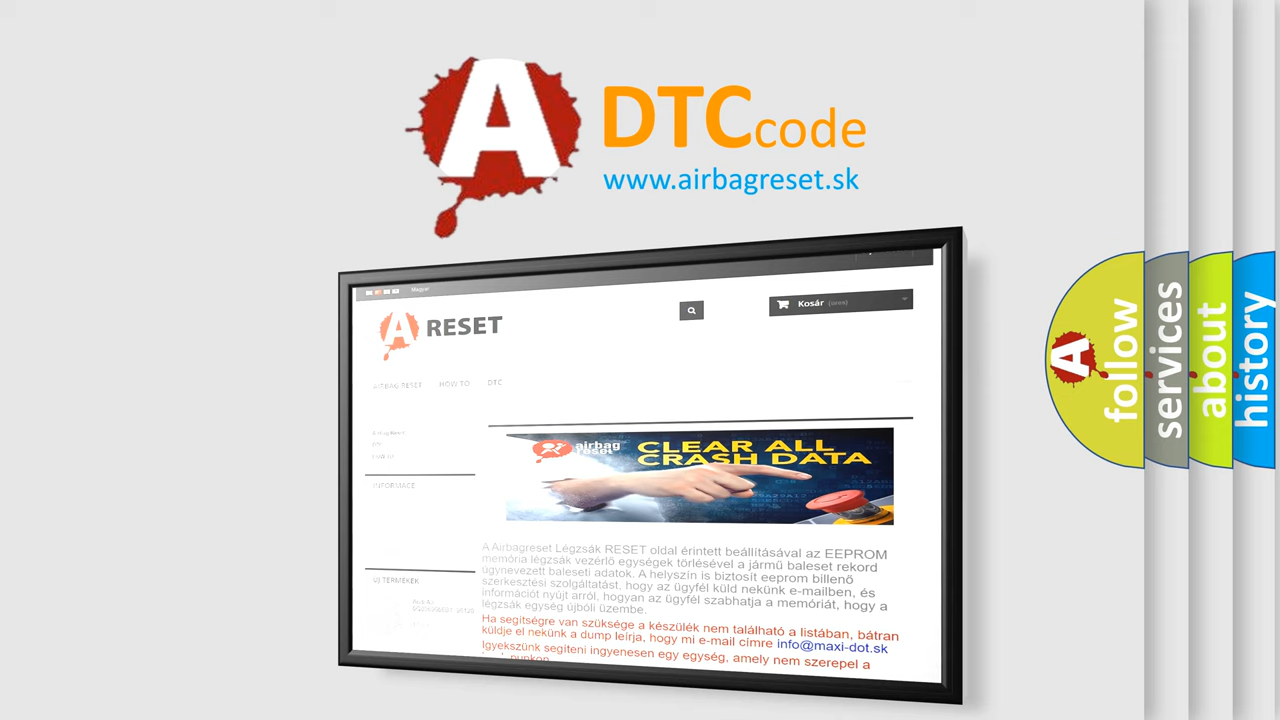 A DTC code
www.airbagreset.sk
Magyar
Kosár (üres)
A RESET
AIRBAG RESET HOW TO DTC
INFORMACE
airbag
reset
CLEAR ALL
CRASH DATA
A Airbagreset Légzsák RESET oldal érintett beállításával az EEPROM
memória légzsák vezérlő egységek törlésével a jármű baleset rekord
úgynevezett baleseti adatok. A helyszín is biztosít eeprom billenő
szerkesztési szolgáltatást, hogy az ügyfél küld nekünk e-mailben, és
információt nyújt arról, hogyan az ügyfél szabhatja a memóriát, hogy a
légzsák egység újbóli üzembe.
Ha segítségre van szüksége a készülék nem található a listában, bátran
küldje el nekünk a dump leírja, hogy mi e-mail címre info@maxi-dot.sk
Igyekszünk segíteni ingyenesen egy egység, amely nem szerepel a
ÚJ TERMÉKEK
A follow
services
about
history